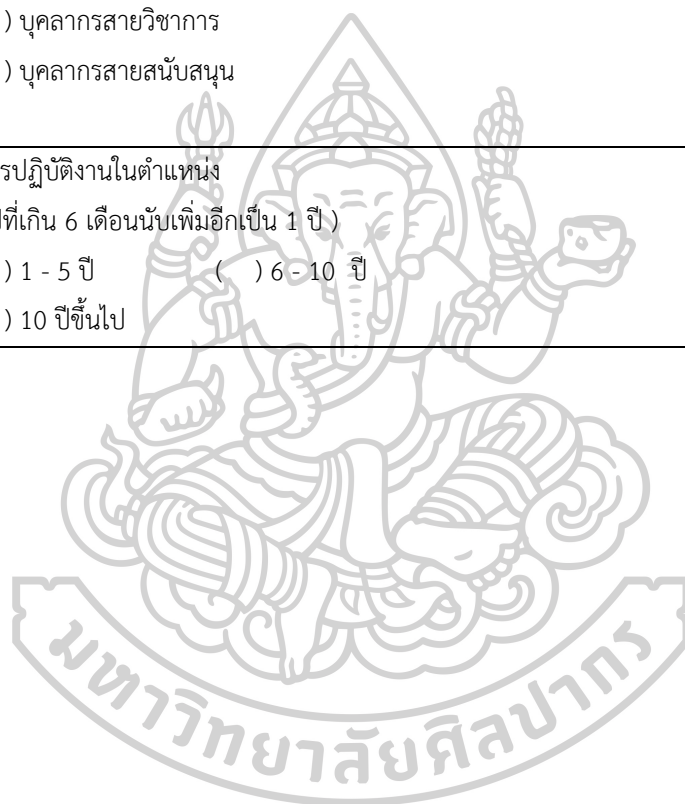 ) บุคลากรสายวิชาการ
) บุคลากรสายสนับสนุน
รปฏิบัติงานในตำแหน่ง
ที่เกิน 6 เดือนนับเพิ่มอีกเป็น 1 ปี )
) 1 - 5 ปี ( ) 6 - 10 ปี
) 10 ปีขึ้นไป
มหาวิทยาลัยศิลปากร